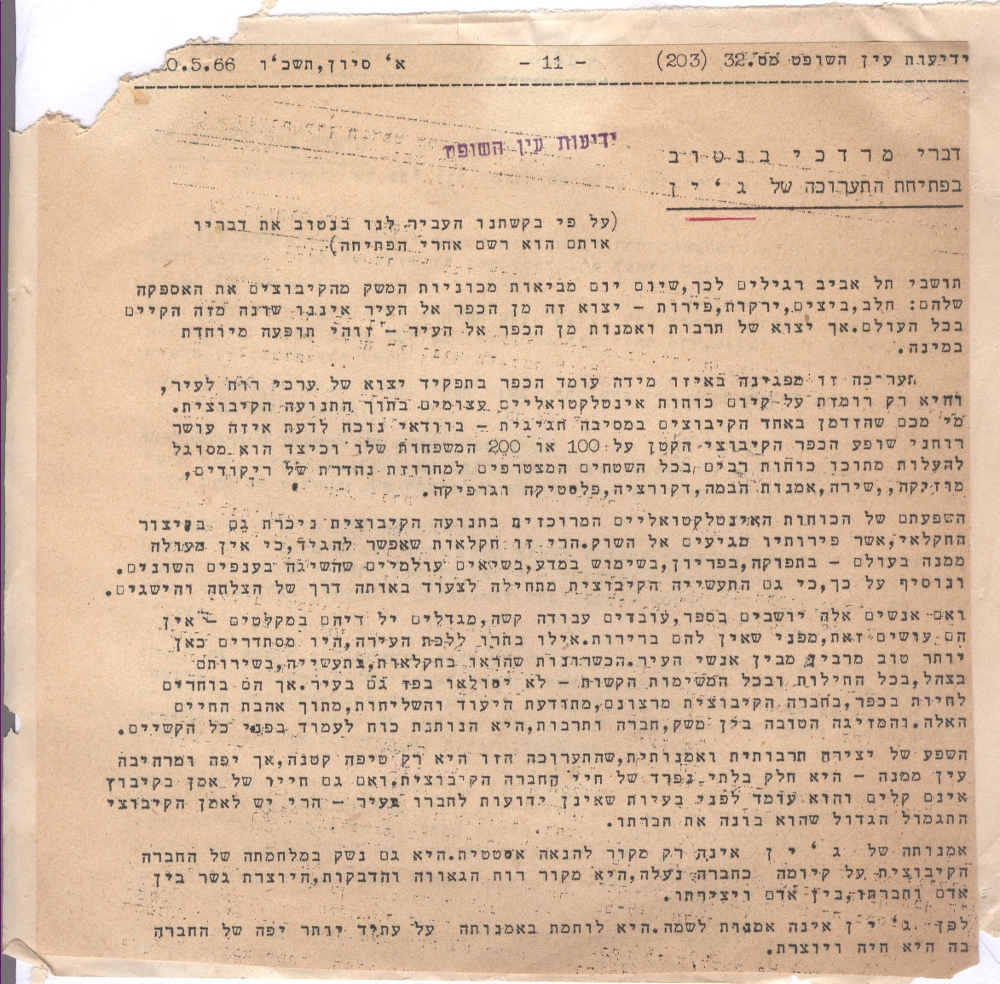 ידיעות עין השופט מס.32 (203) - 11 - א' סיון,תשכ'ו 20.5.66
ידיעות עין השופט
דברי מרדכי בנטוב
בפתיחת התערוכה של ג'ין
(על פי בקשתנו העביר לנו בנטוב את דבריו
אותם הוא רשם אחרי הפתיחה)
תושבי תל אביב רגילים לכך,שיום יום מביאות מכוניות המשק מהקיבוצים את האספקה
שלהם: חלב,ביצים,ירקות,פירות - יצוא זה מן הכפר אל העיר איננו שונה מזה הקיים
בכל העולם.אך יצוא של תרבות ואמנות מן הכפר אל העיר - זוהי תופעה מיוחדת
במינה.
תערוכה זו מפגינה באיזו מידה עומד הכפר בתפקיד יצוא של ערכי רוח לעיר,
והיא רק רומזת על קיום כוחות אינטלקטואליים עצומים בתוך התנועה הקיבוצית.
מי מכם שהזדמן באחד הקיבוצים במסיבה חגיגית - בוודאי נוכח לדעת איזה עושר
רוחני שופע הכפר הקיבוצי הקטן על 100 או 200 המשפחות שלו וכיצד הוא מסוגל
להעלות מתוכו כוחות רבים בכל השטחים המצטרפים למחרוזת נהדרת של ריקודים,
מוזיקה,,שירה,אמנות הבמה,דקורציה,פלסטיקה וגרפיקה.
השפעתם של הכוחות האינטלקטואליים המרוכזים בתנועה הקיבוצית ניכרת גם בייצור
החקלאי,אשר פירותיו מגיעים אל השוק.הרי זו חקלאות שאפשר להגיד,כי אין מעולה
ממנה בעולם - בתפוקה,בפריון,בשימוש במדע,בשיאים עולמיים שהשיגה בענפים השונים.
ונוסיף על כך,כי גם התעשייה הקיבוצית מתחילה לצעוד באותה דרך של הצלחה והישגים.
ואם אנשים אלה יושבים בספר,עובדים עבודה קשה,מגדלים ילדיהם במקלטים - אין
הם עושים זאת,מפני שאין להם ברירות.אילו בחרו ללכת העירה,היו מסתדרים כאן
יותר טוב מרבים מבין אנשי העיר.הכשרונות שהראו בחקלאות,בתעשייה,בשירותם
בצהל,בכל החילות ובכל המשימות הקשות - לא יסולאו בפז גם בעיר.אך הם בוחרים
לחיות בכפר,בחברה הקיבוצית מרצונם,מתודעת היעוד והשליחות,מתוך אהבת החיים
האלה.והמזיגה הטובה בין משק,חברה ותרבות,היא הנותנת כוח לעמוד בפני כל הקשיים.
השפע של יצירה תרבותית ואמנותית,שהתערוכה הזו היא רק טיפה קטנה,אך יפה ומרהיבה
עין ממנה - היא חלק בלתי נפרד של חיי החברה הקיבוצית.ואם גם חייו של אמן בקיבוץ
אינם קלים והוא עומד לפני בעיות שאינן ידועות לחברו בעיר - הרי יש לאמן הקיבוצי
התגמול הגדול שהוא בונה את חברתו.
אמנותה של ג'ין אינה רק מקור להנאה אסטטית.היא גם נשק במלחמתה של החברה
הקיבוצית על קיומה כחברה נעלה,היא מקור רוח הגאווה והדבקות,היוצרת גשר בין
אדם וחברתו,בין אדם ויצירתו.
לכן ג'ין אינה אמנות לשמה.היא לוחמת באמנותה על עתיד יותר יפה של החברה
בה היא חיה ויוצרת.